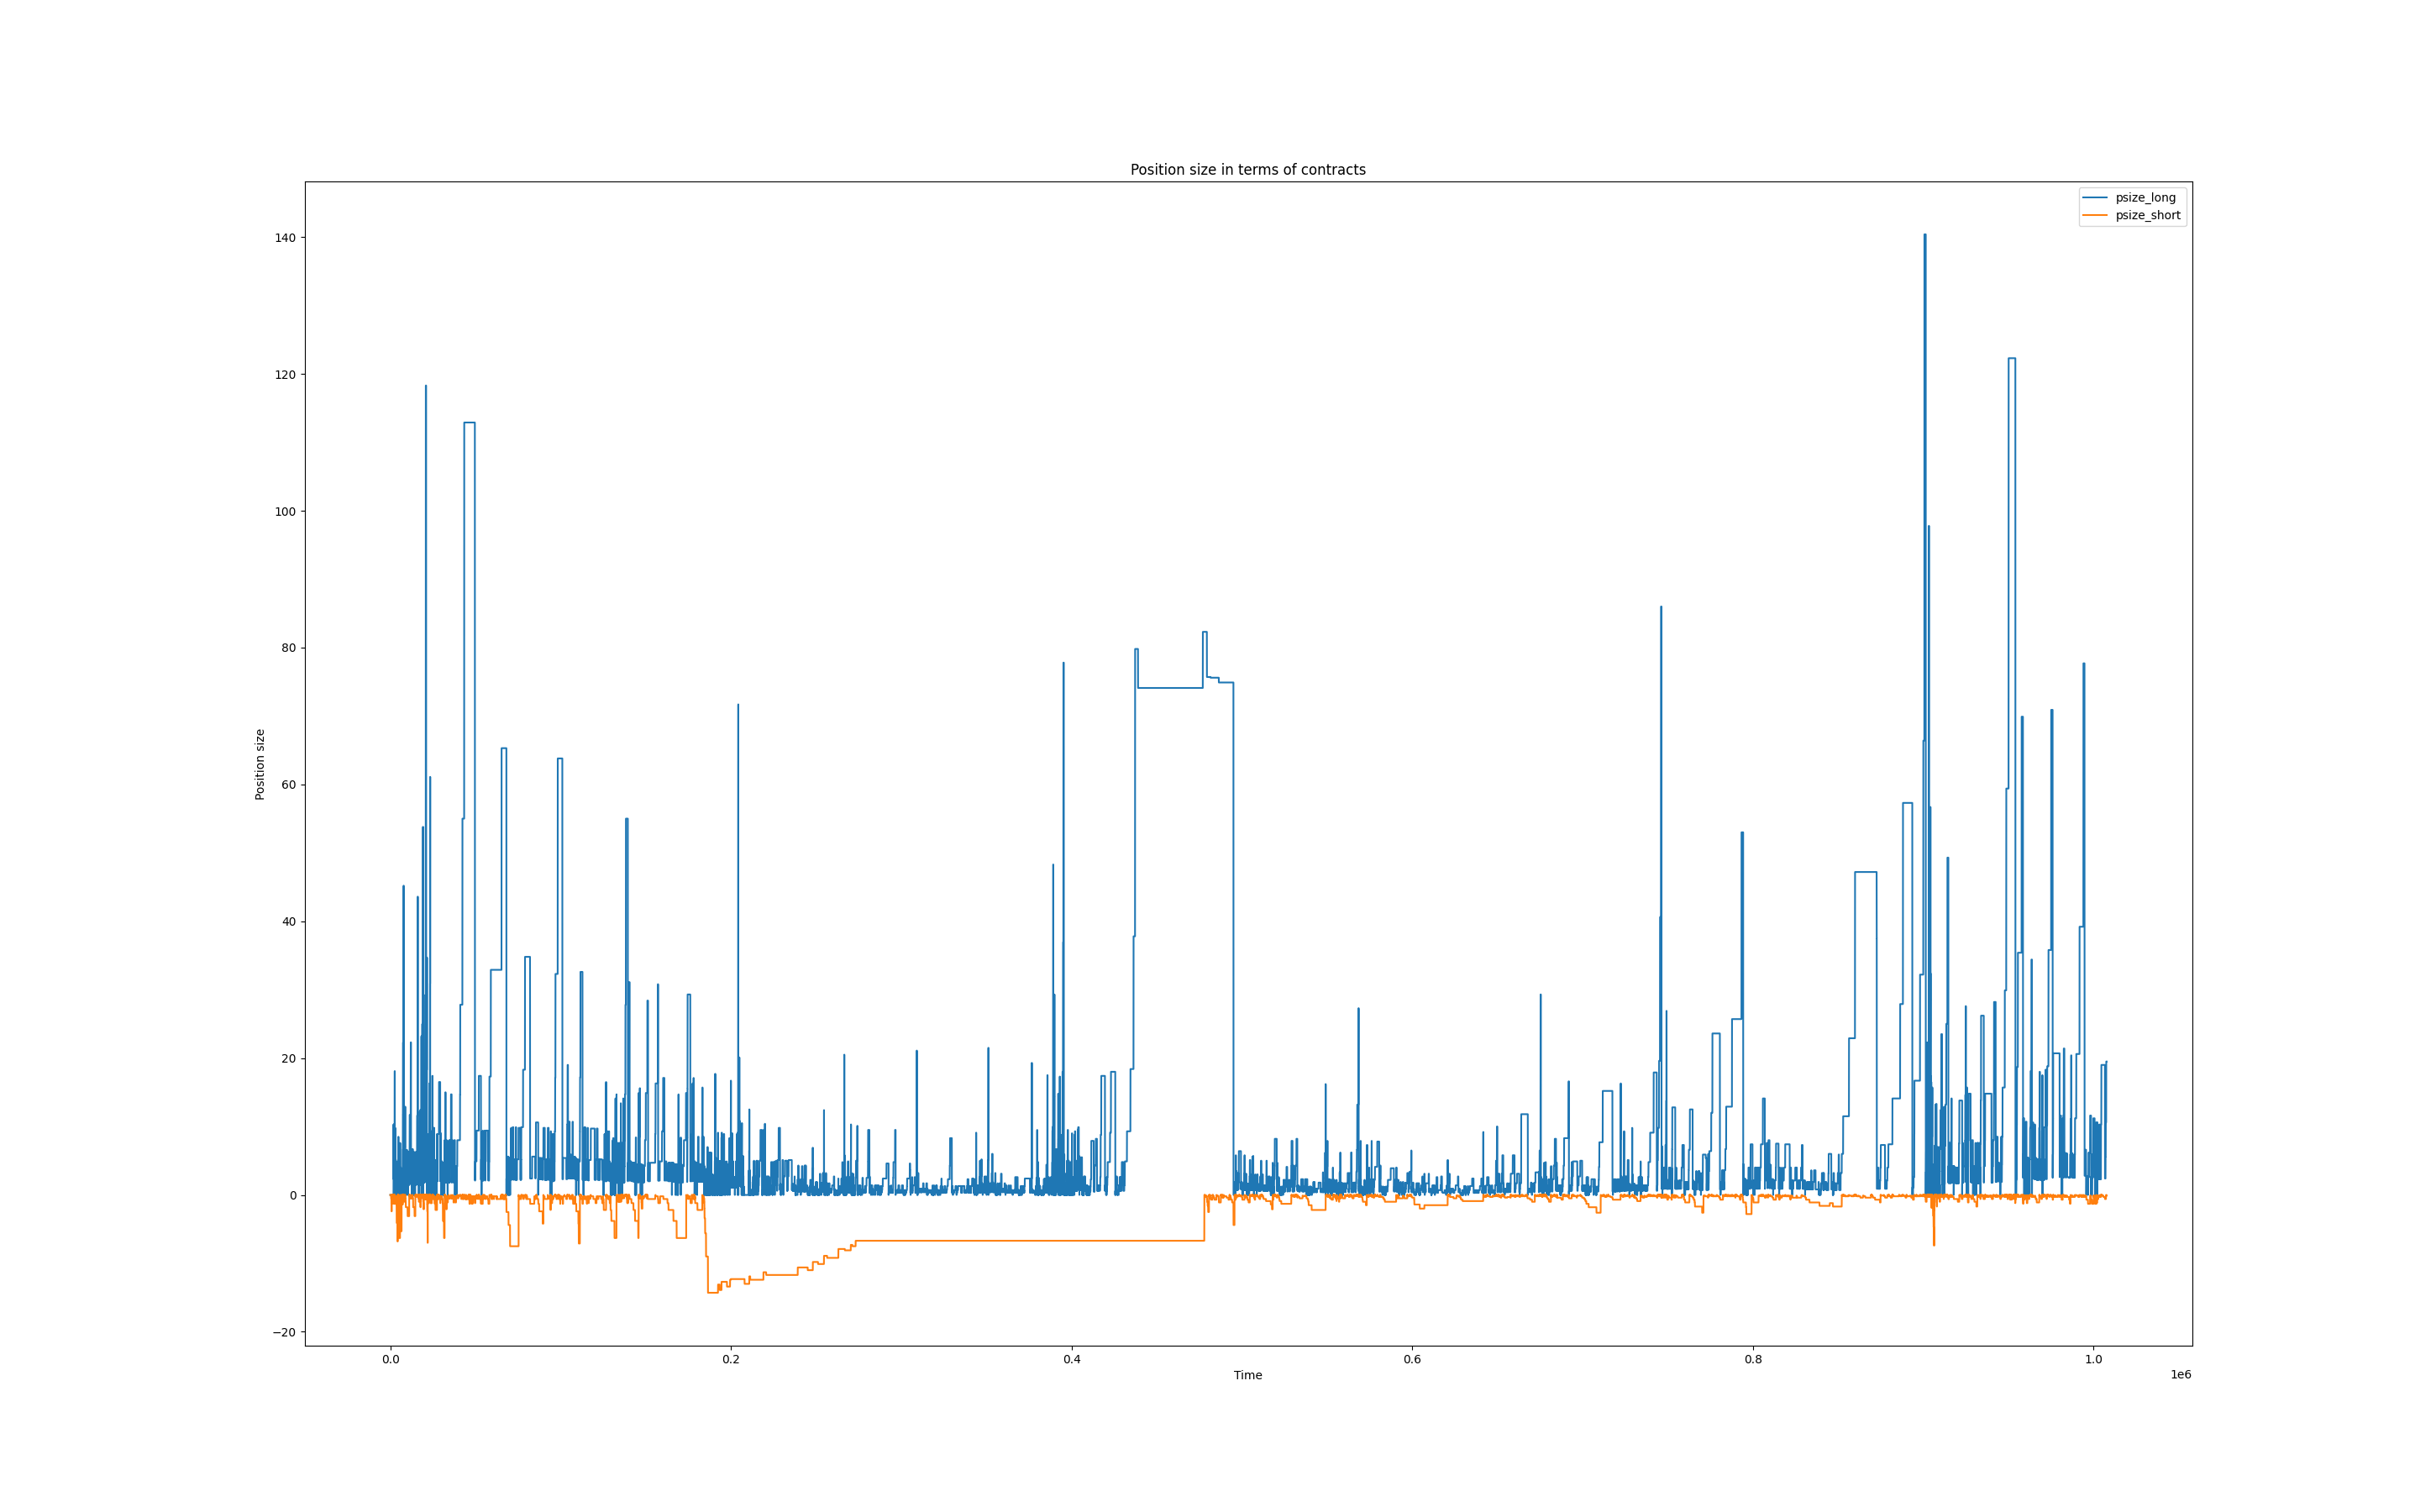 Position size in terms of contracts
psize_long
psize_short
140
120
100
80
60
40
20
0
−20
Position size
0.0 0.2 0.4 0.6 0.8 1.0
Time
1e6